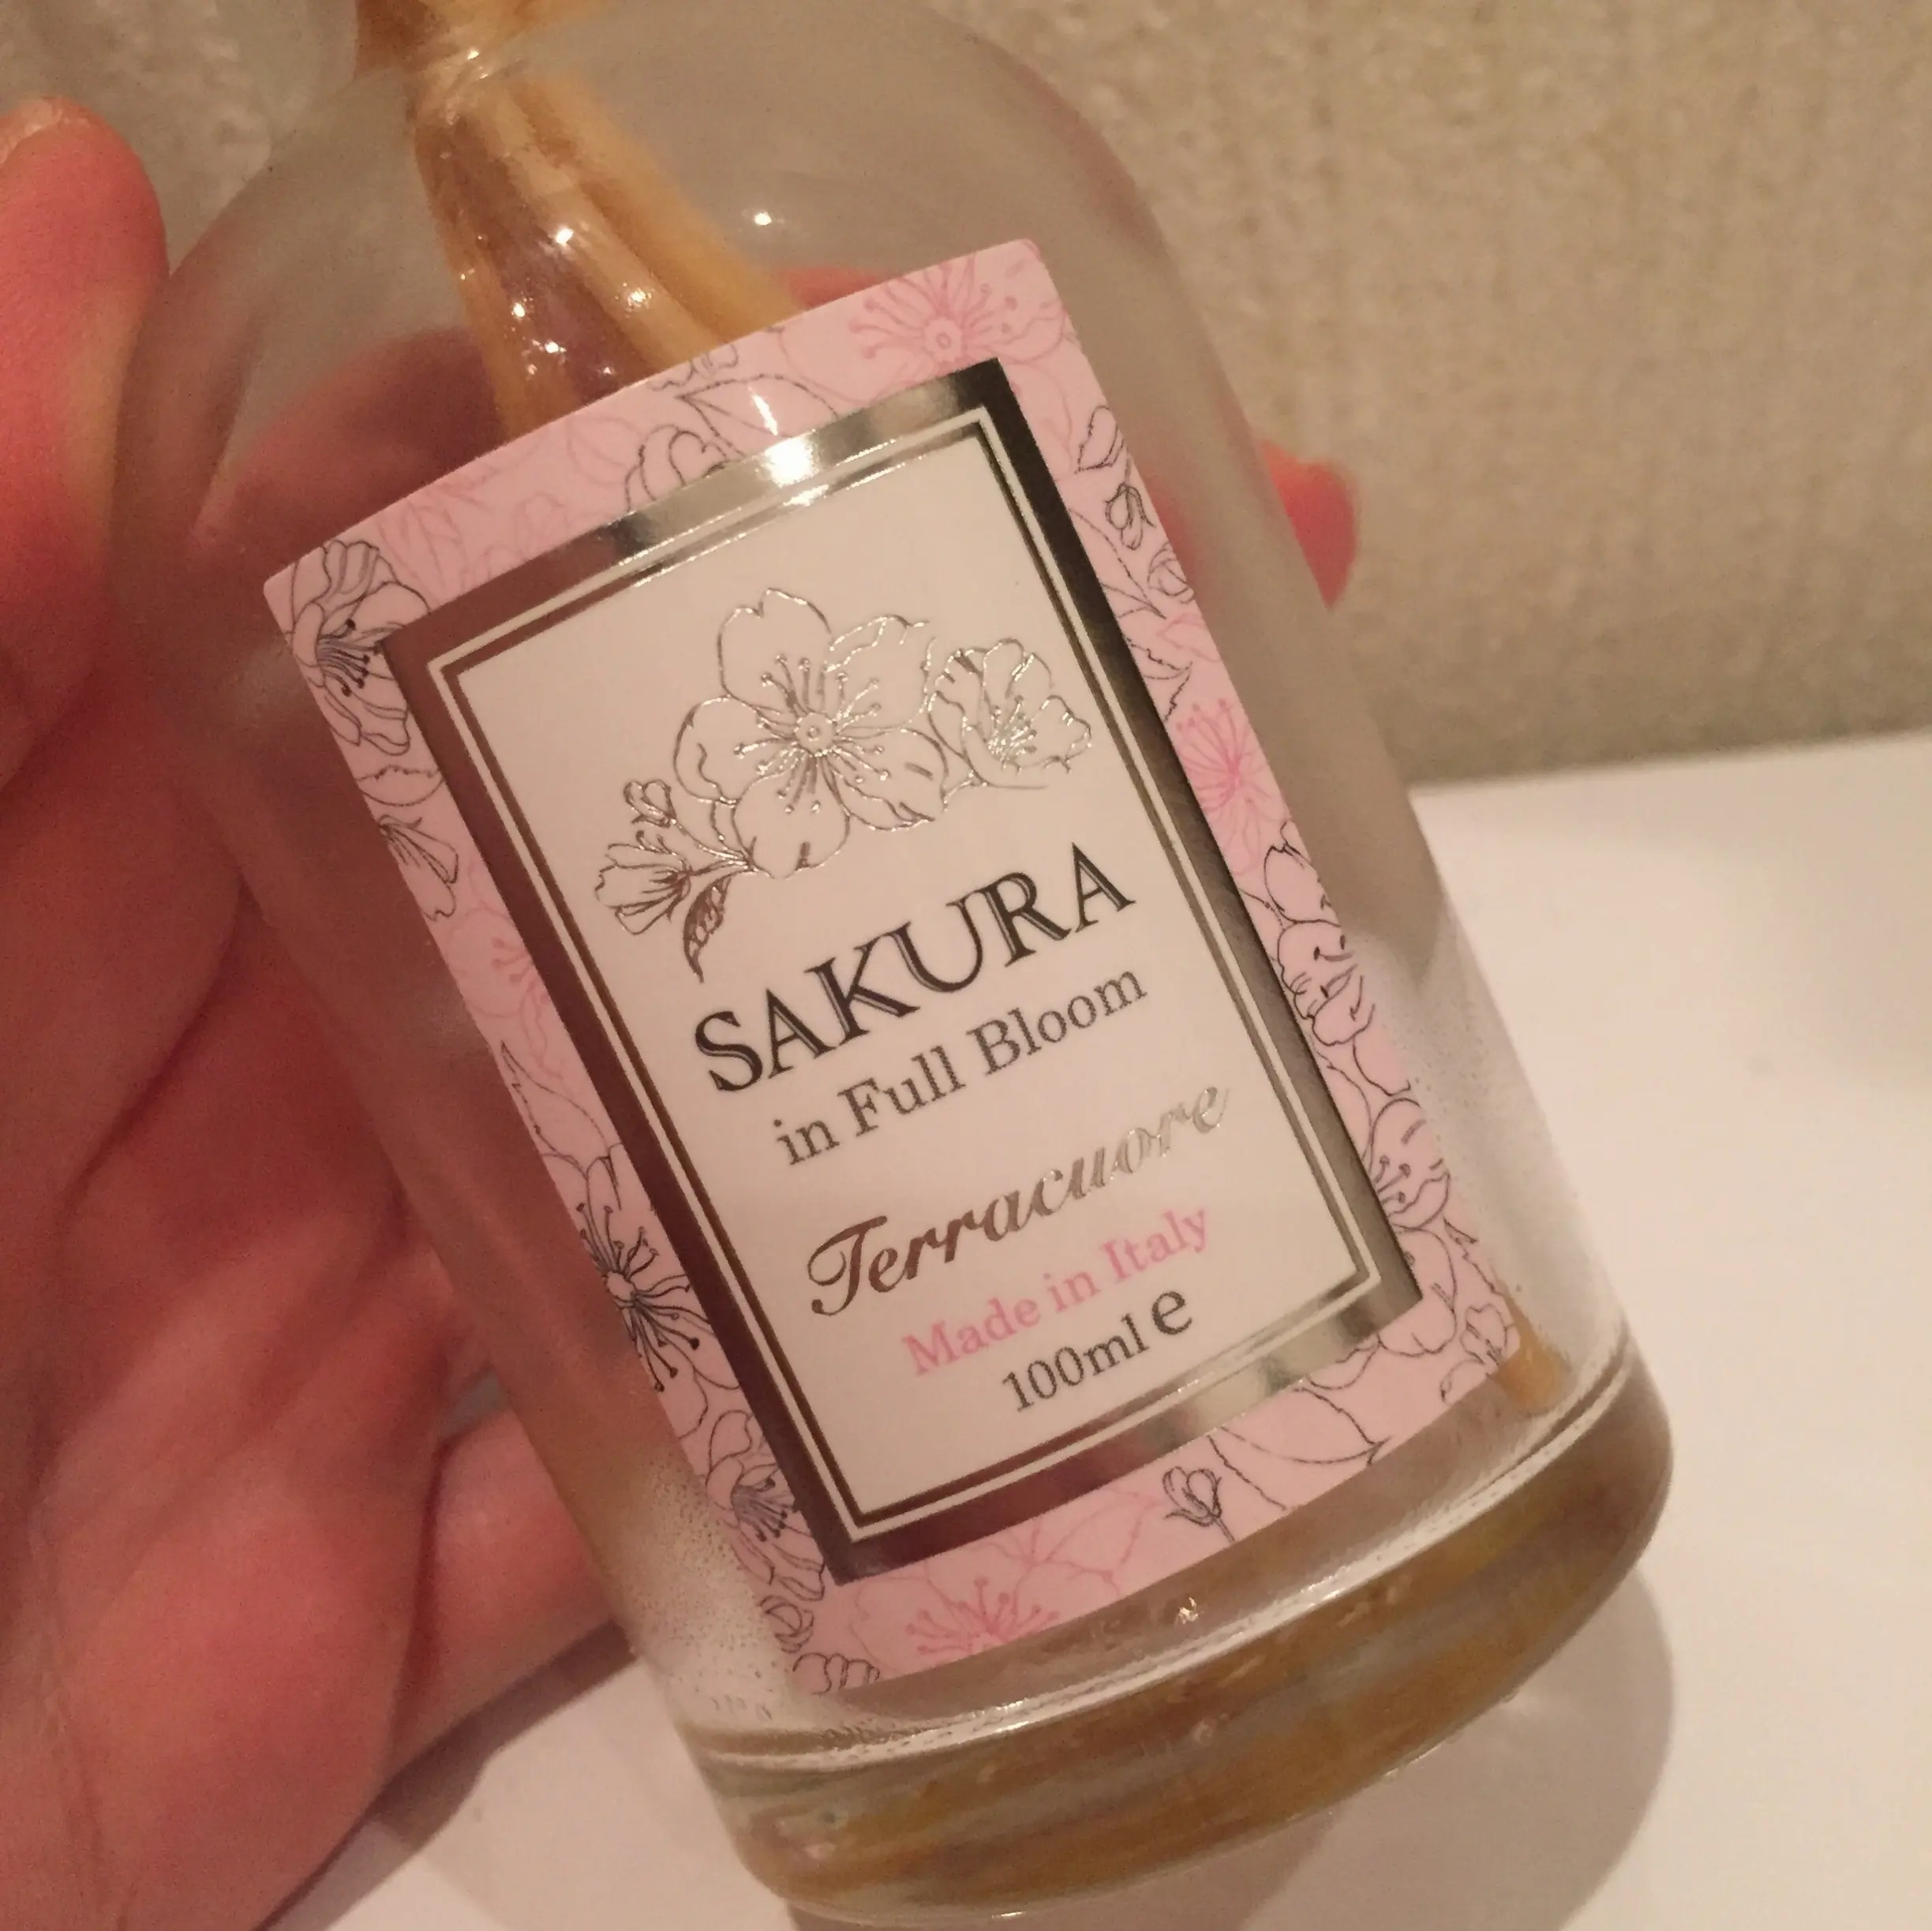 SAKURA
in Full Bloom
Terracuore
Made in Italy
100ml e